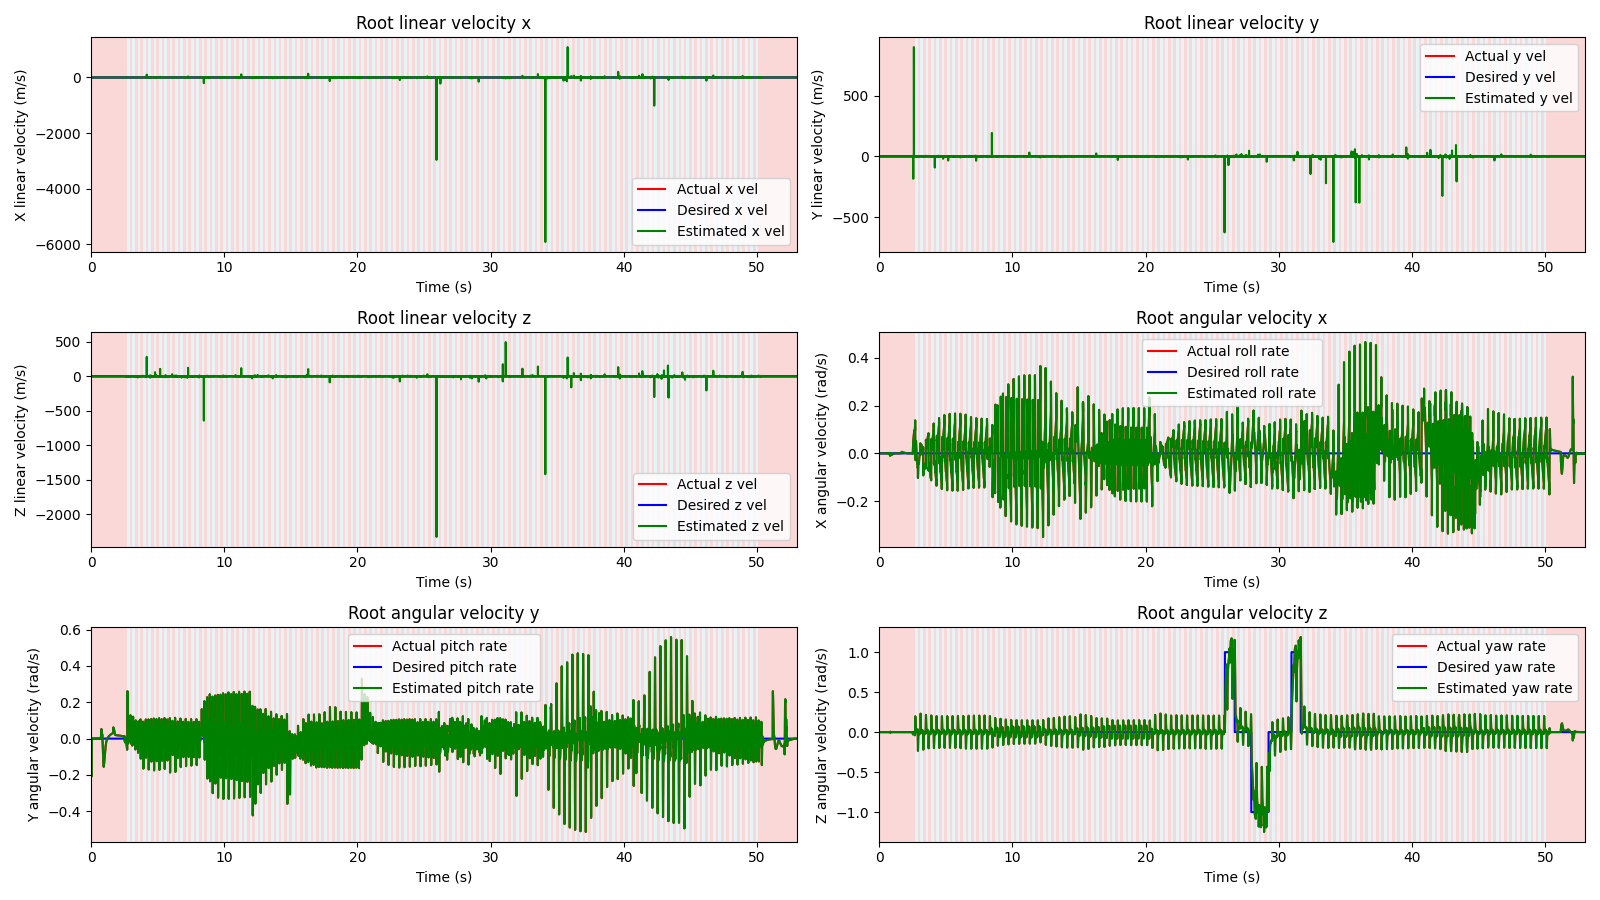 Root linear velocity x
X linear velocity (m/s)
0
−2000
−4000
−6000
Actual x vel
Desired x vel
Estimated x vel
0 10 20 30 40 50
Time (s)
Root linear velocity y
Y linear velocity (m/s)
500
0
−500
Actual y vel
Desired y vel
Estimated y vel
0 10 20 30 40 50
Time (s)
Root linear velocity z
Z linear velocity (m/s)
500
0
−500
−1000
−1500
−2000
Actual z vel
Desired z vel
Estimated z vel
0 10 20 30 40 50
Time (s)
Root angular velocity x
X angular velocity (rad/s)
0.4
0.2
0.0
−0.2
Actual roll rate
Desired roll rate
Estimated roll rate
0 10 20 30 40 50
Time (s)
Root angular velocity y
Y angular velocity (rad/s)
0.6
0.4
0.2
0.0
−0.2
−0.4
Actual pitch rate
Desired pitch rate
Estimated pitch rate
0 10 20 30 40 50
Time (s)
Root angular velocity z
Z angular velocity (rad/s)
1.0
0.5
0.0
−0.5
−1.0
Actual yaw rate
Desired yaw rate
Estimated yaw rate
0 10 20 30 40 50
Time (s)